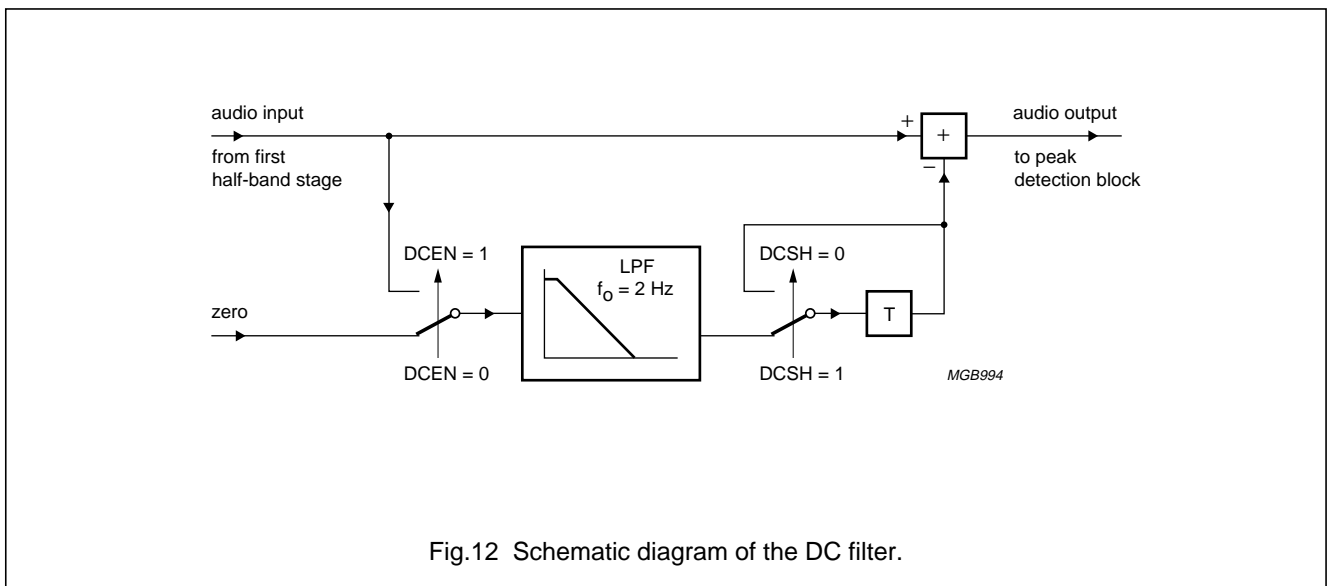 audio input
from first
half-band stage
zero
DCEN = 1
DCEN = 0
LPF
fo = 2 Hz
DCSH = 0
DCSH = 1
T
+
+
−
audio output
to peak
detection block
MGB994
Fig.12 Schematic diagram of the DC filter.